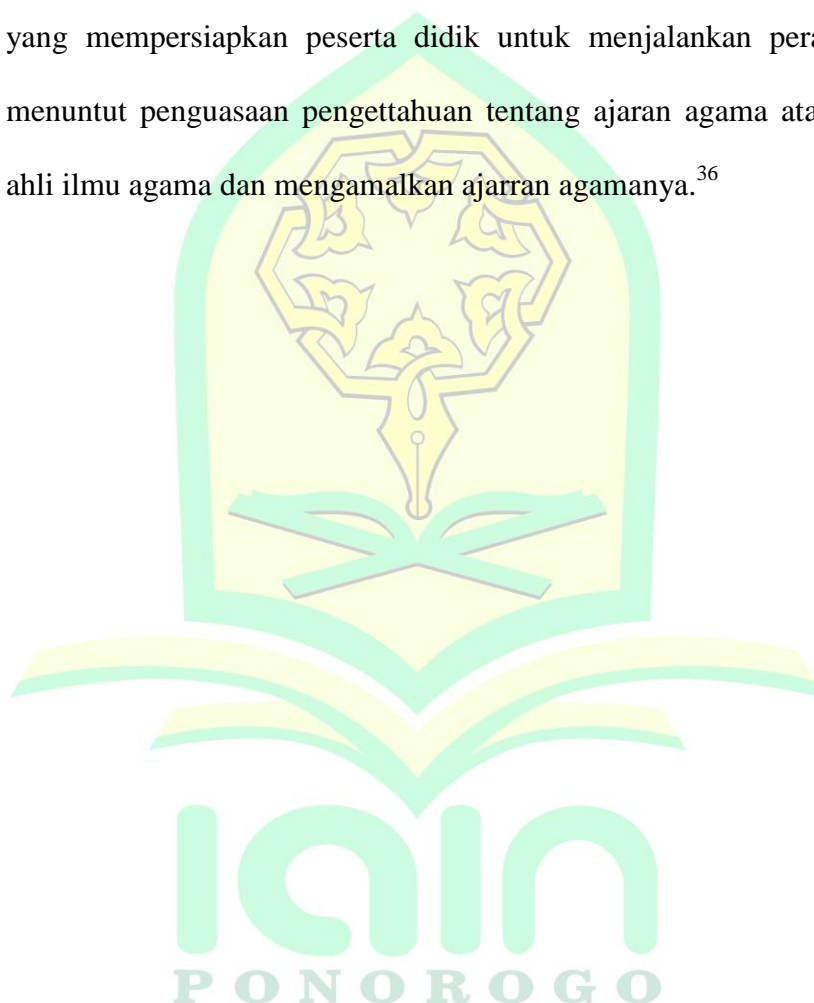 yang mempersiapkan peserta didik untuk menjalankan pera
menuntut penguasaan pengettahuan tentang ajaran agama ata
ahli ilmu agama dan mengamalkan ajarran agamanya.³⁶
IAIN
PONOROGO